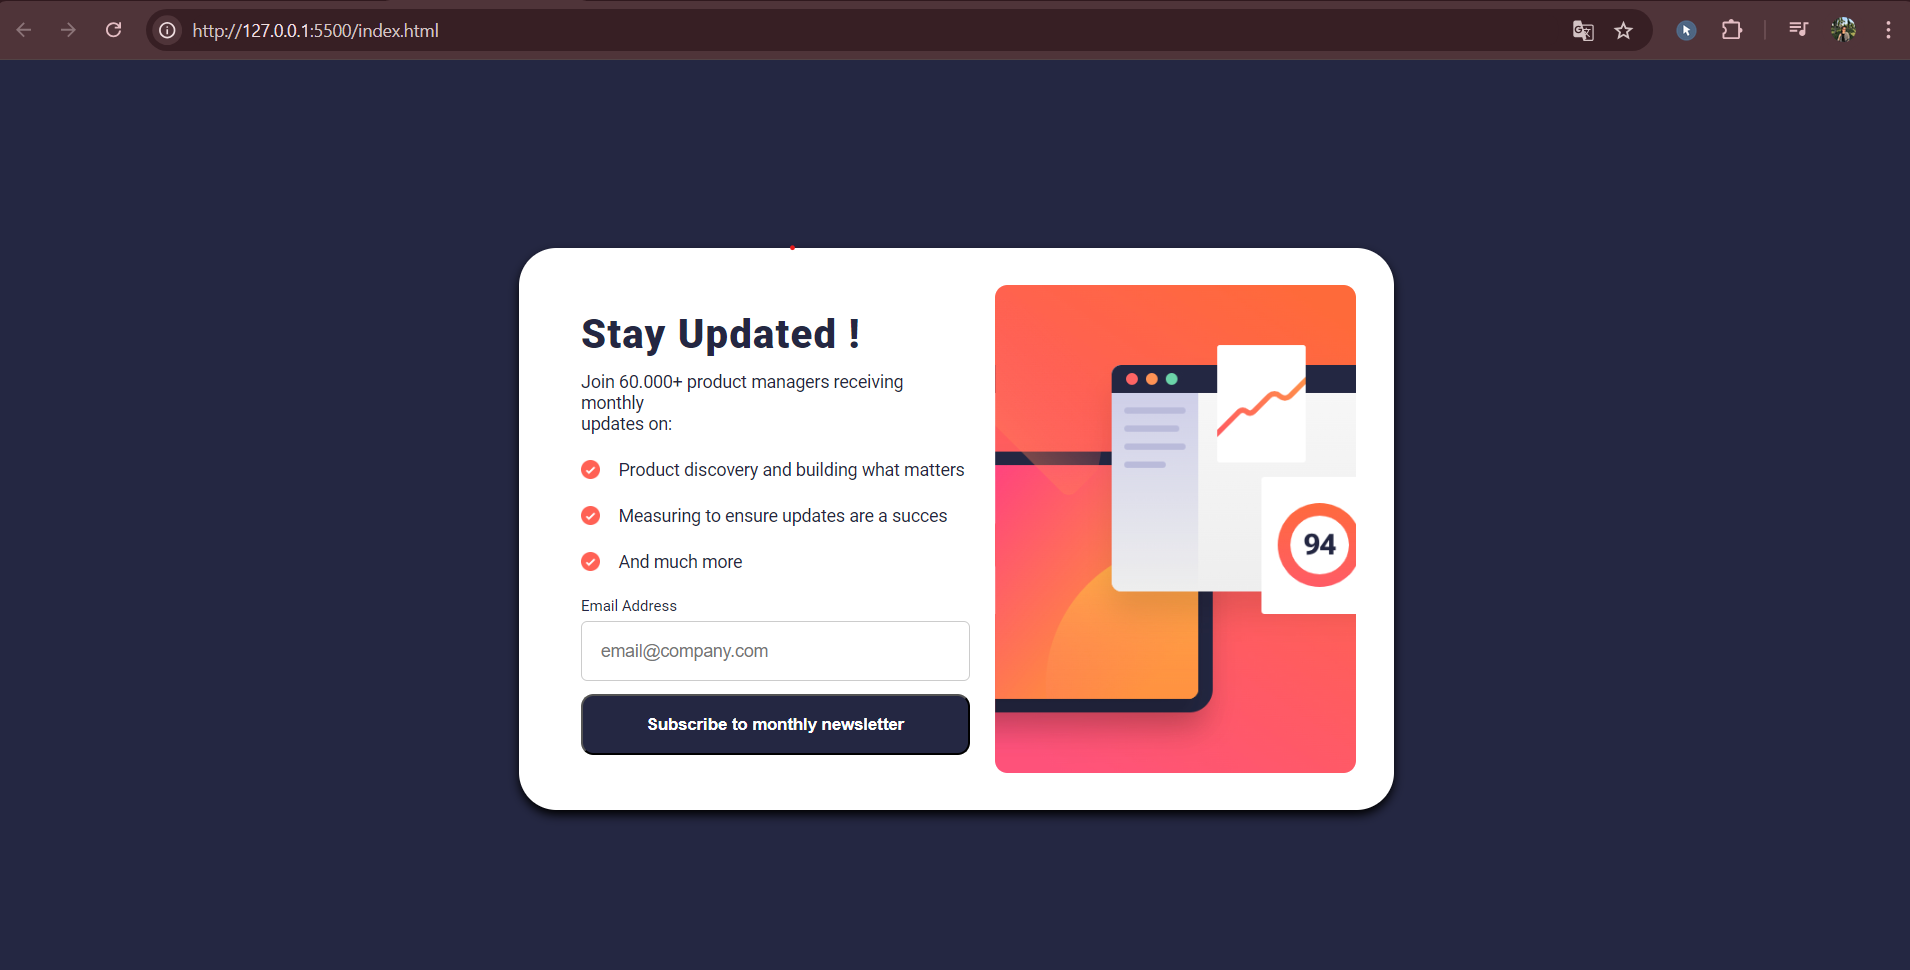 http://127.0.0.1:5500/index.html
Stay Updated !
Join 60.000+ product managers receiving
monthly
updates on:
Product discovery and building what matters
Measuring to ensure updates are a succes
And much more
Email Address
email@company.com
Subscribe to monthly newsletter
94